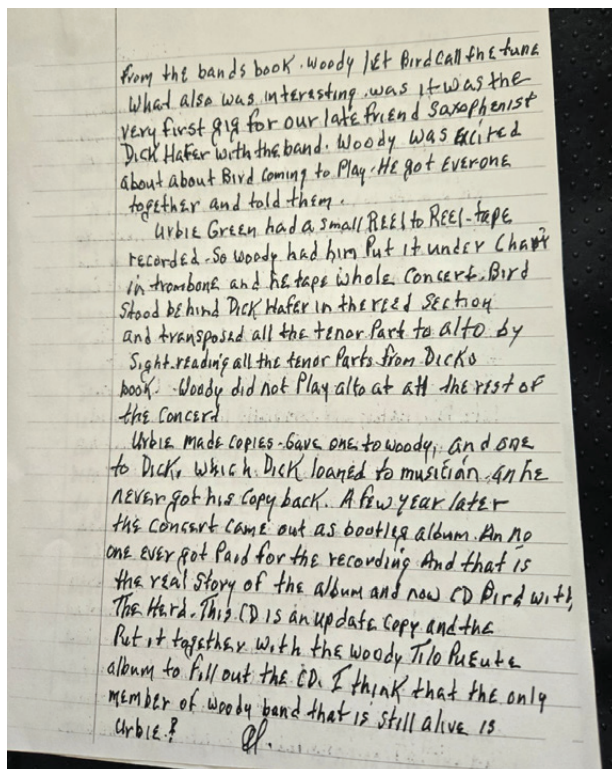 from the bands book. Woody let Bird call the tune
What also was interesting was it was the
very first gig for our late friend Saxophenist
Dick Hafer with the band. Woody was excited
about about Bird coming to Play. He got Everone
together and told them.
Urbie Green had a small REEL to REEL-tape
recorded. So Woody had him Put it under Chair
in trombone and he tape whole Concert. Bird
Stood behind Dick Hafer in the reed Section
and transposed all the tenor Part to alto by
Sight-reading all the tenor Parts from Dicks
book. Woody did not Play alto at all the rest of
the Concert
Urbie made copies-Gave one to Woody, and one
to Dick, which Dick loaned to musitian. an he
never got his copy back. A few year later
the concert came out as bootleg album. An no
one ever got Paid for the recording And that is
the real Story of the album and now CD Bird with
The Herd. This CD is an update copy and the
Put it together with the Woody Tito Puente
album to fill out the CD. I think that the only
member of Woody band that is still alive is
Urbie?